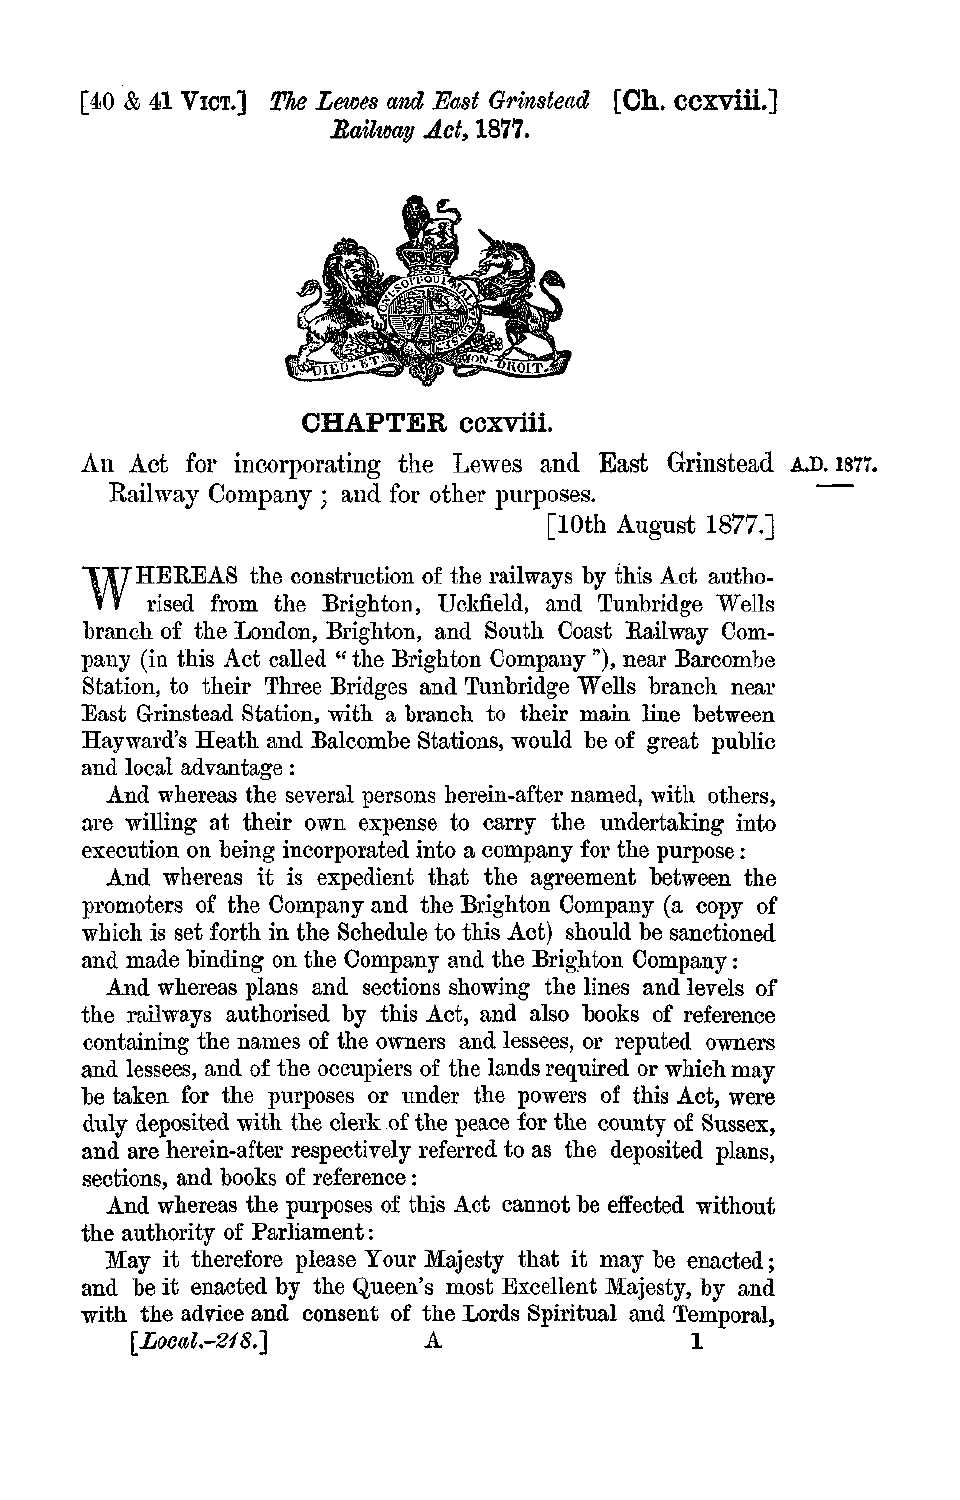 [40 & 41 VICT.] The Lewes and East Grinstead [Ch. ccxviii.]
Railway Act, 1877.
HONI·SOIT·QUI·MAL·Y·PENSE
DIEU·ET·MON·DROIT.
CHAPTER ccxviii.
An Act for incorporating the Lewes and East Grinstead A.D. 1877.
Railway Company ; and for other purposes.
[10th August 1877.]
WHEREAS the construction of the railways by this Act autho-
rised from the Brighton, Uckfield, and Tunbridge Wells
branch of the London, Brighton, and South Coast Railway Com-
pany (in this Act called “ the Brighton Company ”), near Barcombe
Station, to their Three Bridges and Tunbridge Wells branch near
East Grinstead Station, with a branch to their main line between
Hayward's Heath and Balcombe Stations, would be of great public
and local advantage :
And whereas the several persons herein-after named, with others,
are willing at their own expense to carry the undertaking into
execution on being incorporated into a company for the purpose :
And whereas it is expedient that the agreement between the
promoters of the Company and the Brighton Company (a copy of
which is set forth in the Schedule to this Act) should be sanctioned
and made binding on the Company and the Brighton Company :
And whereas plans and sections showing the lines and levels of
the railways authorised by this Act, and also books of reference
containing the names of the owners and lessees, or reputed owners
and lessees, and of the occupiers of the lands required or which may
be taken for the purposes or under the powers of this Act, were
duly deposited with the clerk of the peace for the county of Sussex,
and are herein-after respectively referred to as the deposited plans,
sections, and books of reference :
And whereas the purposes of this Act cannot be effected without
the authority of Parliament :
May it therefore please Your Majesty that it may be enacted ;
and be it enacted by the Queen's most Excellent Majesty, by and
with the advice and consent of the Lords Spiritual and Temporal,
[Local.-218.] A 1